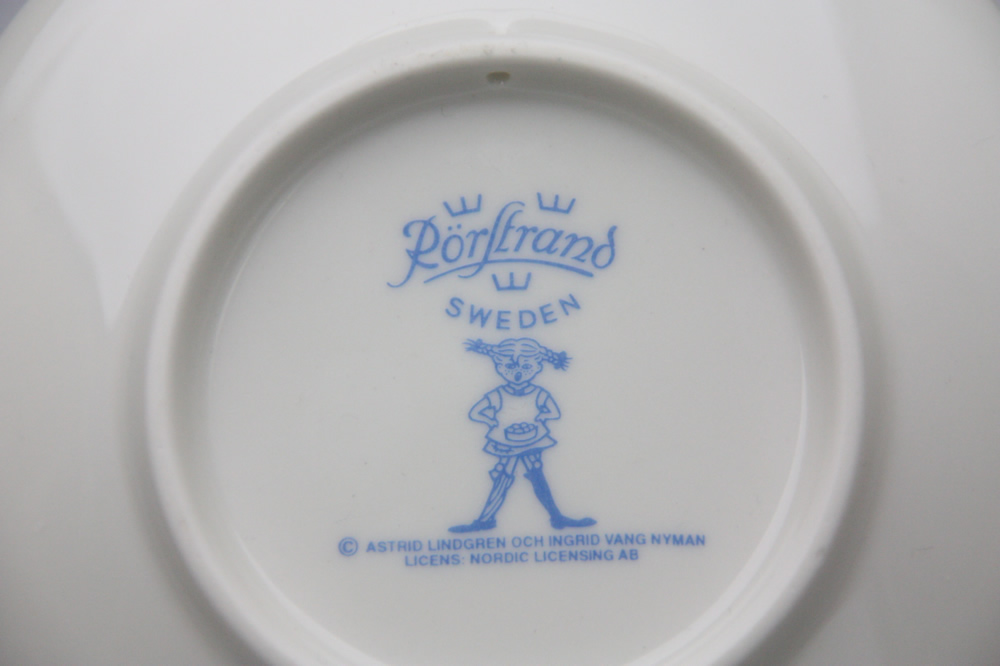 Rörstrand
SWEDEN
© ASTRID LINDGREN OCH INGRID VANG NYMAN
LICENS: NORDIC LICENSING AB